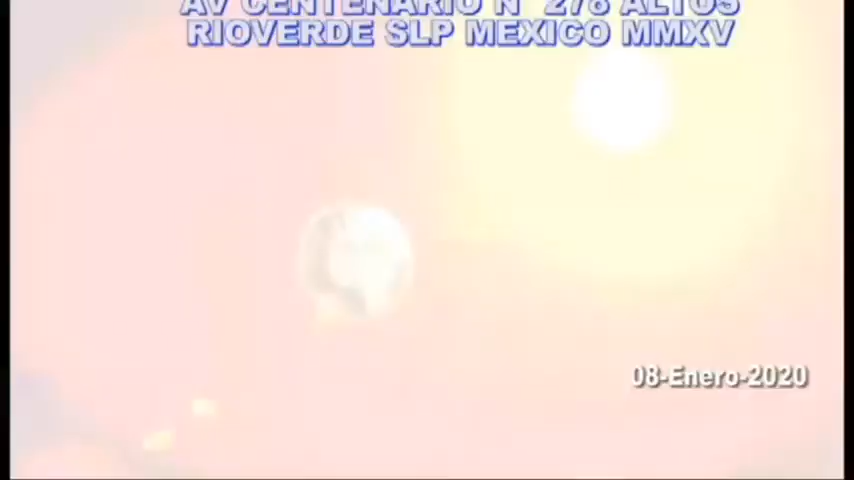 AV CENTENARIO N° 278 ALTOS
RIOVERDE SLP MEXICO MMXV
08-Enero-2020